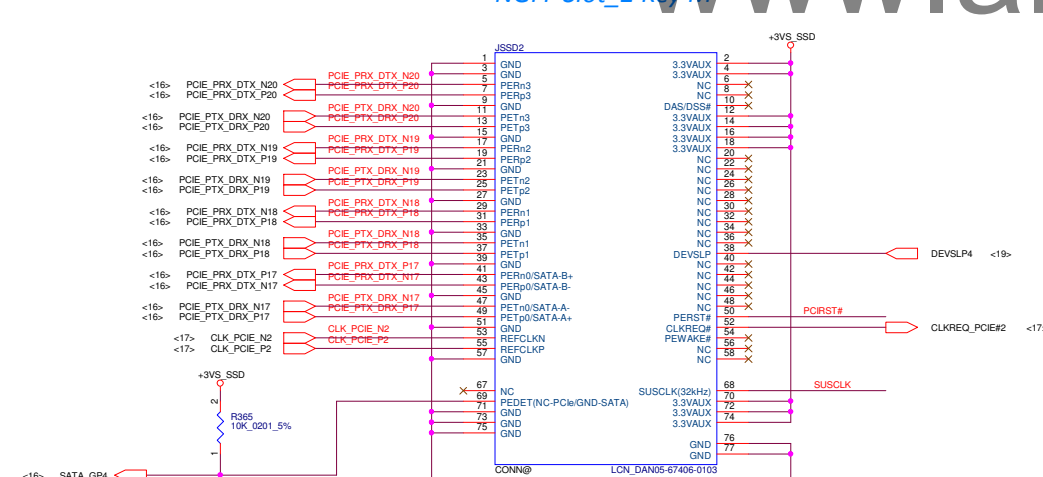 JSSD2
+3VS_SSD
1 GND 3.3VAUX 2
3 GND 3.3VAUX 4
<16> PCIE_PRX_DTX_N20 PCIE_PRX_DTX_N20 5 PERn3 NC 6
<16> PCIE_PRX_DTX_P20 PCIE_PRX_DTX_P20 7 PERp3 NC 8
9 GND DAS/DSS# 10
<16> PCIE_PTX_DRX_N20 PCIE_PTX_DRX_N20 11 PETn3 3.3VAUX 12
<16> PCIE_PTX_DRX_P20 PCIE_PTX_DRX_P20 13 PETp3 3.3VAUX 14
15 GND 3.3VAUX 16
<16> PCIE_PRX_DTX_N19 PCIE_PRX_DTX_N19 17 PERn2 3.3VAUX 18
<16> PCIE_PRX_DTX_P19 PCIE_PRX_DTX_P19 19 PERp2 NC 20
21 GND NC 22
<16> PCIE_PTX_DRX_N19 PCIE_PTX_DRX_N19 23 PETn2 NC 24
<16> PCIE_PTX_DRX_P19 PCIE_PTX_DRX_P19 25 PETp2 NC 26
27 GND NC 28
<16> PCIE_PRX_DTX_N18 PCIE_PRX_DTX_N18 29 PERn1 NC 30
<16> PCIE_PRX_DTX_P18 PCIE_PRX_DTX_P18 31 PERp1 NC 32
33 GND NC 34
<16> PCIE_PTX_DRX_N18 PCIE_PTX_DRX_N18 35 PETn1 NC 36
<16> PCIE_PTX_DRX_P18 PCIE_PTX_DRX_P18 37 PETp1 DEVSLP 38 DEVSLP4 <19>
39 GND NC 40
<16> PCIE_PRX_DTX_P17 PCIE_PRX_DTX_P17 41 PERn0/SATA-B+ NC 42
<16> PCIE_PRX_DTX_N17 PCIE_PRX_DTX_N17 43 PERp0/SATA-B- NC 44
45 GND NC 46
<16> PCIE_PTX_DRX_N17 PCIE_PTX_DRX_N17 47 PETn0/SATA-A- NC 48
<16> PCIE_PTX_DRX_P17 PCIE_PTX_DRX_P17 49 PETp0/SATA-A+ PERST# 50 PCIRST#
51 GND CLKREQ# 52 CLKREQ_PCIE#2
<17> CLK_PCIE_N2 CLK_PCIE_N2 53 REFCLKN PEWAKE# 54
<17> CLK_PCIE_P2 CLK_PCIE_P2 55 REFCLKP NC 56
57 GND NC 58
+3VS_SSD
67 NC SUSCLK(32kHz) 68 SUSCLK
69 PEDET(NC-PCIe/GND-SATA) 3.3VAUX 70
2 71 GND 3.3VAUX 72
R365
73 GND 3.3VAUX 74
10K_0201_5%
75 GND
GND 76
1 GND 77
CONN@ LCN_DAN05-67406-0103
<16> SATA_GP4